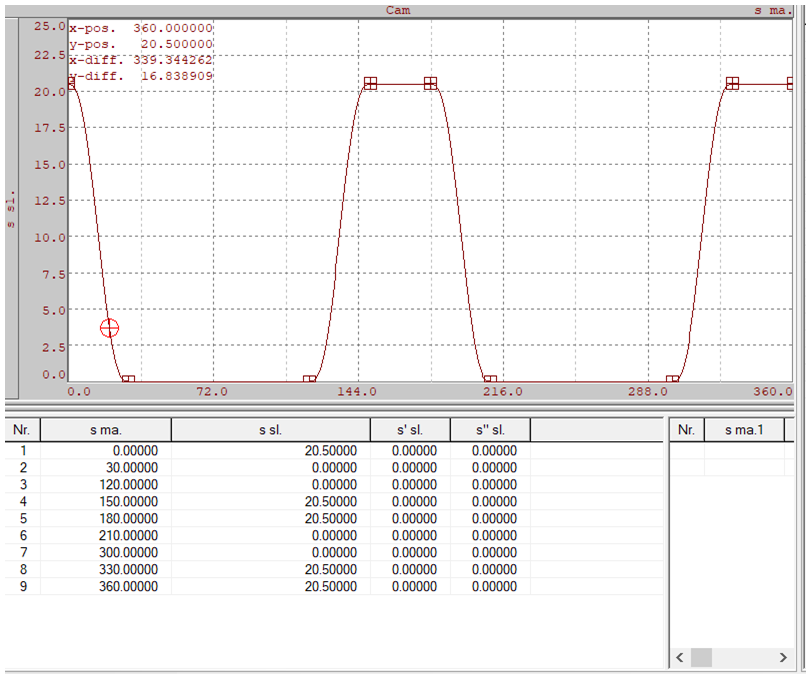 Cam
s ma.
25.0
x-pos. 360.000000
y-pos. 20.500000
x-diff. 339.344262
y-diff. 16.838909
22.5
20.0
17.5
15.0
12.5
10.0
7.5
5.0
2.5
0.0
s sl.
0.0 72.0 144.0 216.0 288.0 360.0
Nr. s ma. s sl. s' sl. s'' sl.
1 0.00000 20.50000 0.00000 0.00000
2 30.00000 0.00000 0.00000 0.00000
3 120.00000 0.00000 0.00000 0.00000
4 150.00000 20.50000 0.00000 0.00000
5 180.00000 20.50000 0.00000 0.00000
6 210.00000 0.00000 0.00000 0.00000
7 300.00000 0.00000 0.00000 0.00000
8 330.00000 20.50000 0.00000 0.00000
9 360.00000 20.50000 0.00000 0.00000
Nr. s ma.1